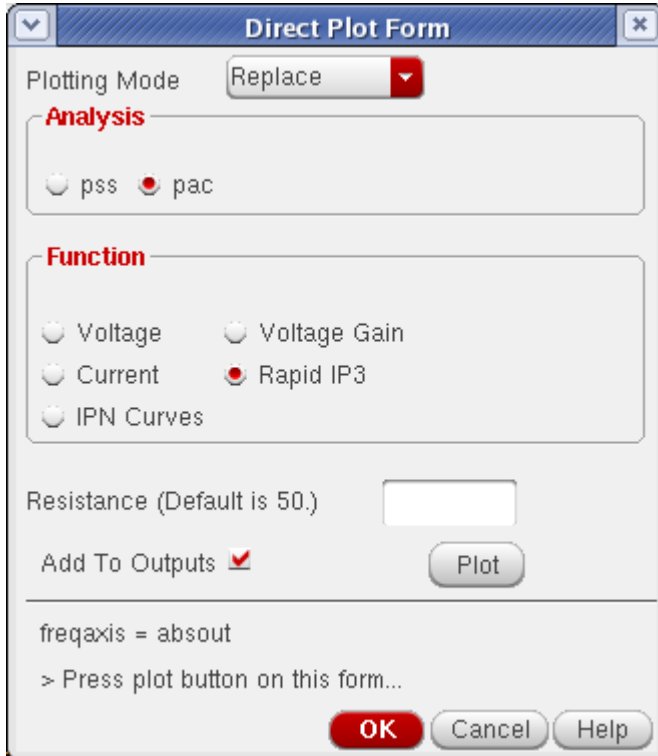 Direct Plot Form
Plotting Mode Replace
Analysis
pss pac
Function
Voltage Voltage Gain
Current Rapid IP3
IPN Curves
Resistance (Default is 50.)
Add To Outputs Plot
freqaxis = absout
> Press plot button on this form...
OK Cancel Help